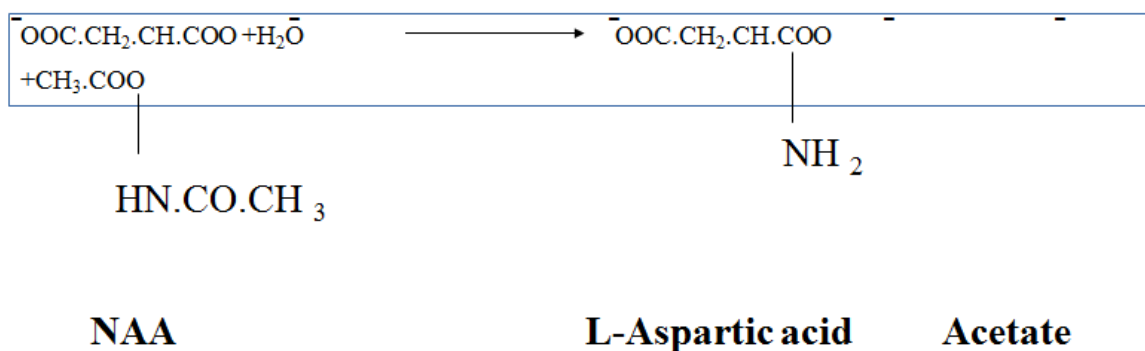 ⁻OOC.CH₂.CH.COO⁻ +H₂O ⟶ ⁻OOC.CH₂.CH.COO⁻ ⁻
+CH₃.COO
NH ₂
HN.CO.CH ₃
NAA L-Aspartic acid Acetate